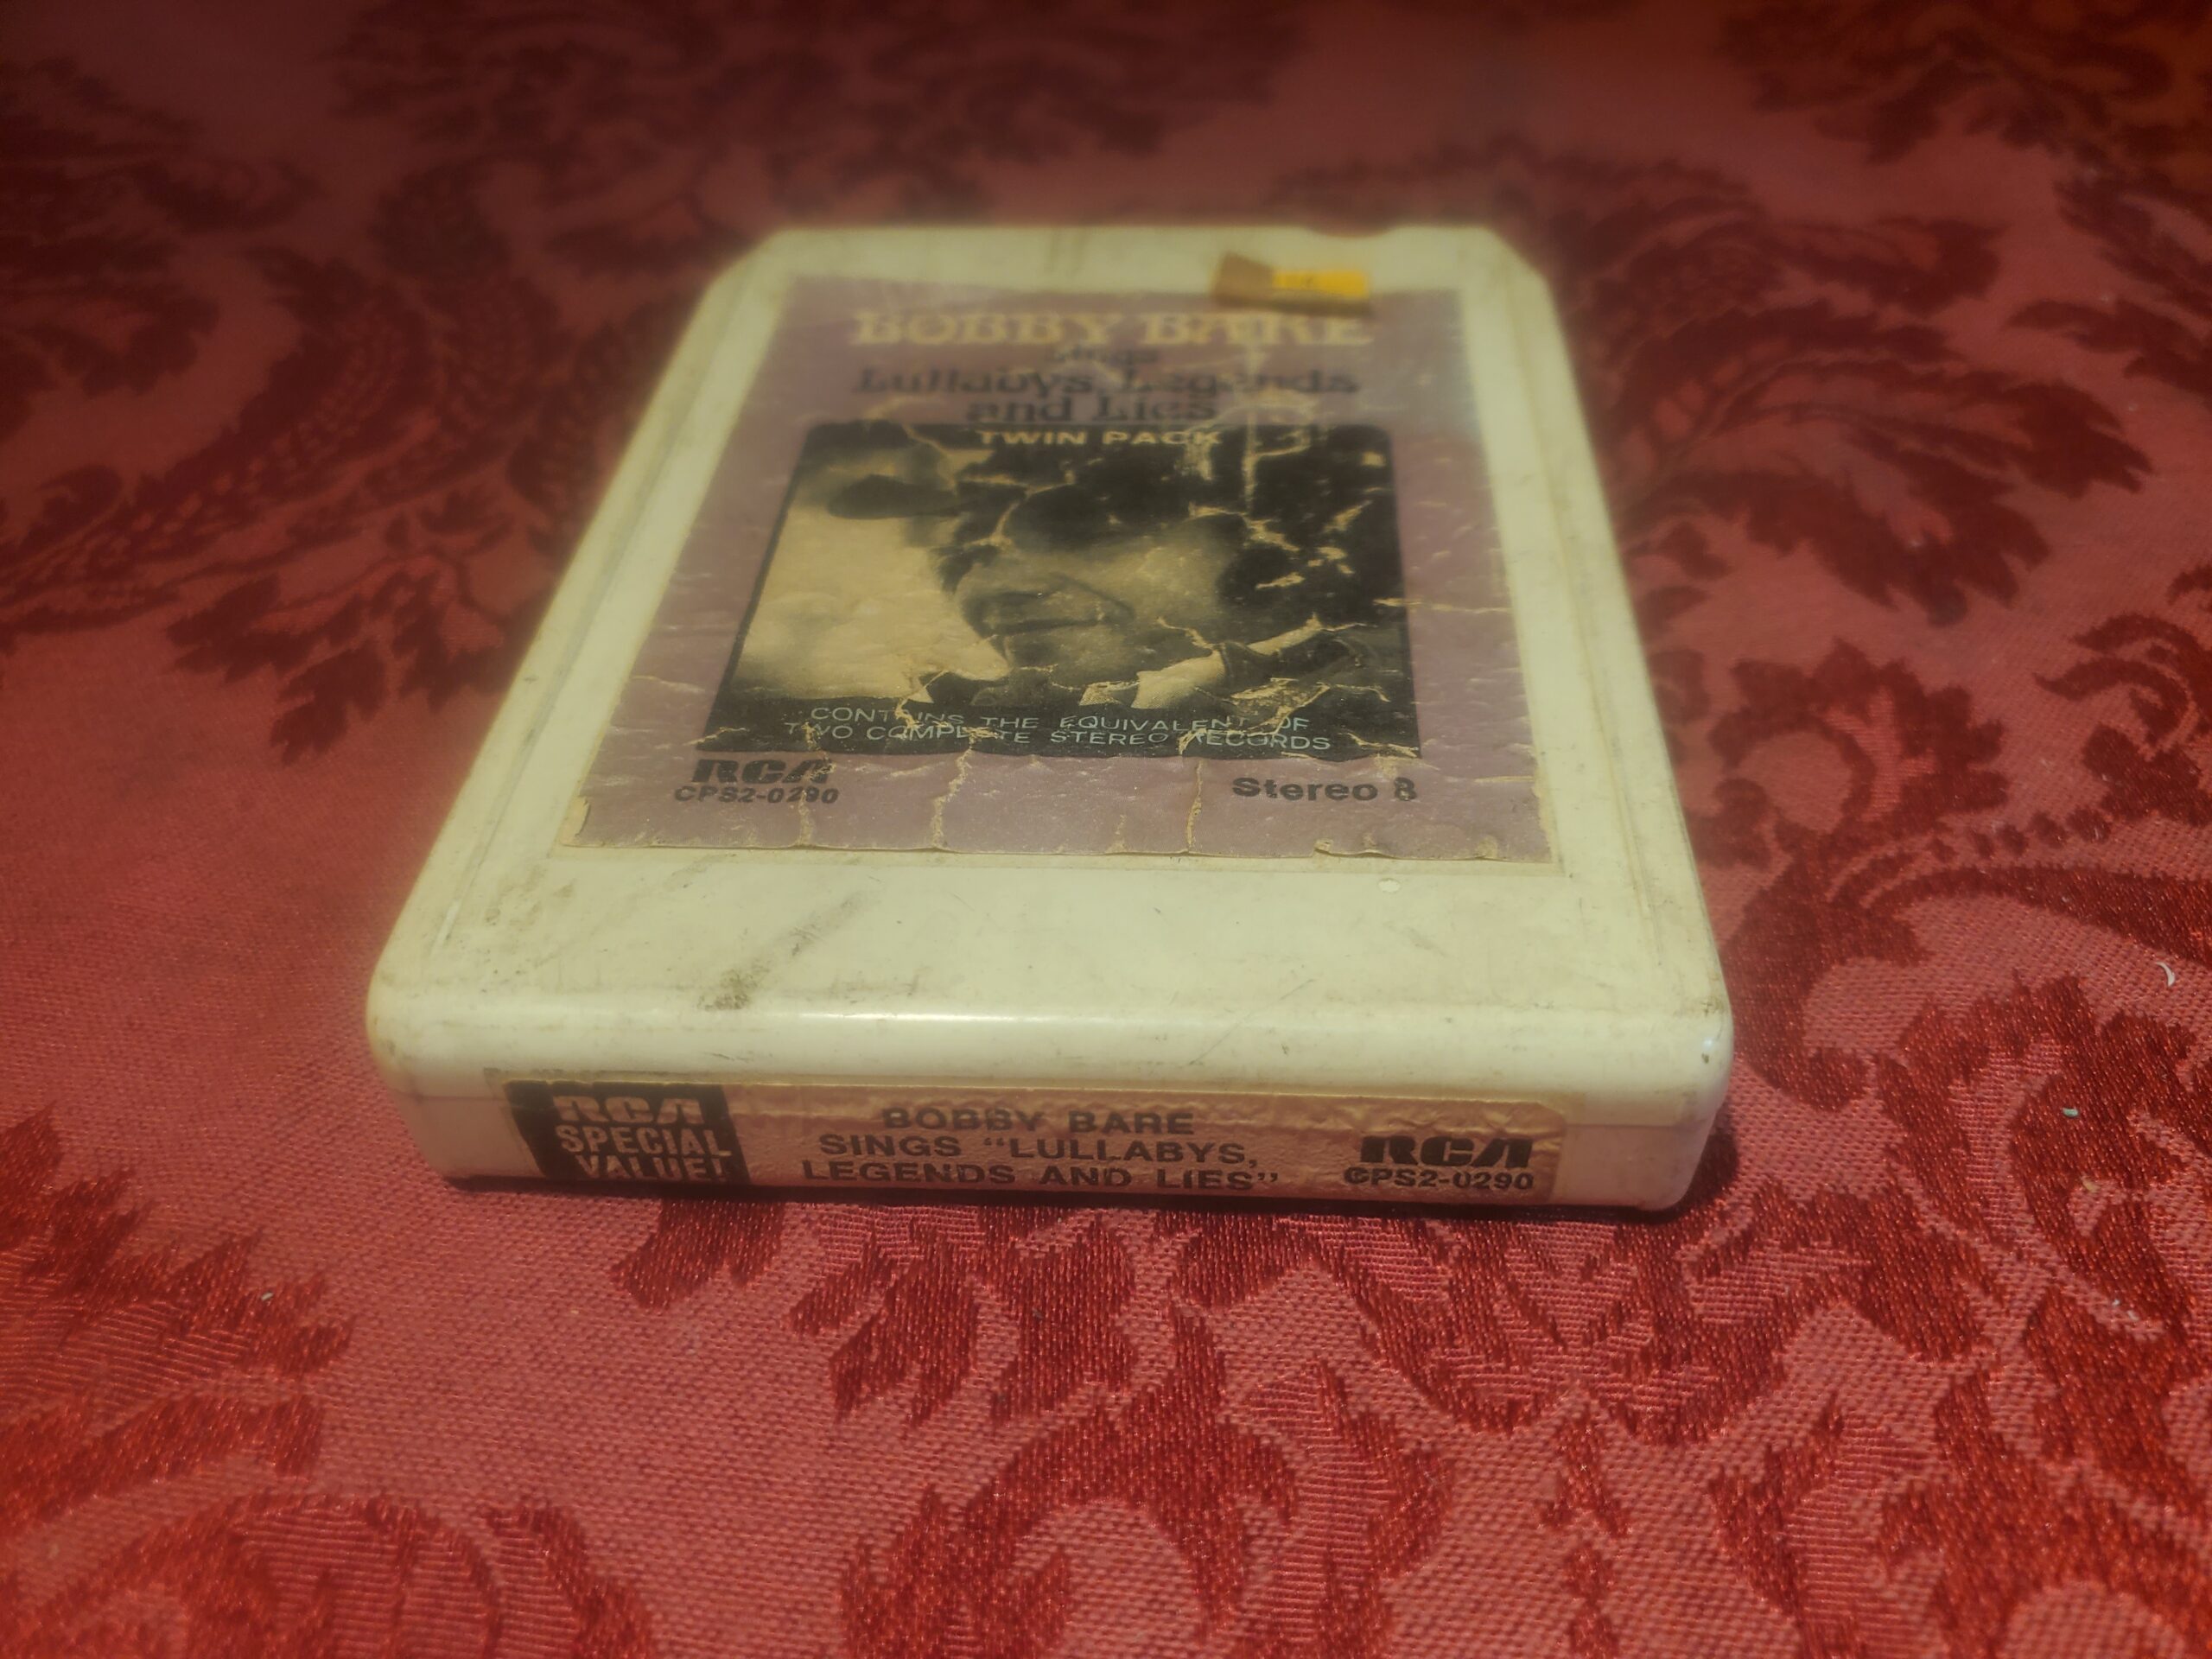 BOBBY BARE
Sings
Lullabys, Legends
and Lies
TWIN PACK
CONTAINS THE EQUIVALENT OF
TWO COMPLETE STEREO RECORDS
RCA
CPS2-0290
Stereo 8
RCA
SPECIAL
VALUE!
BOBBY BARE
SINGS “LULLABYS,
LEGENDS AND LIES”
RCA
CPS2-0290